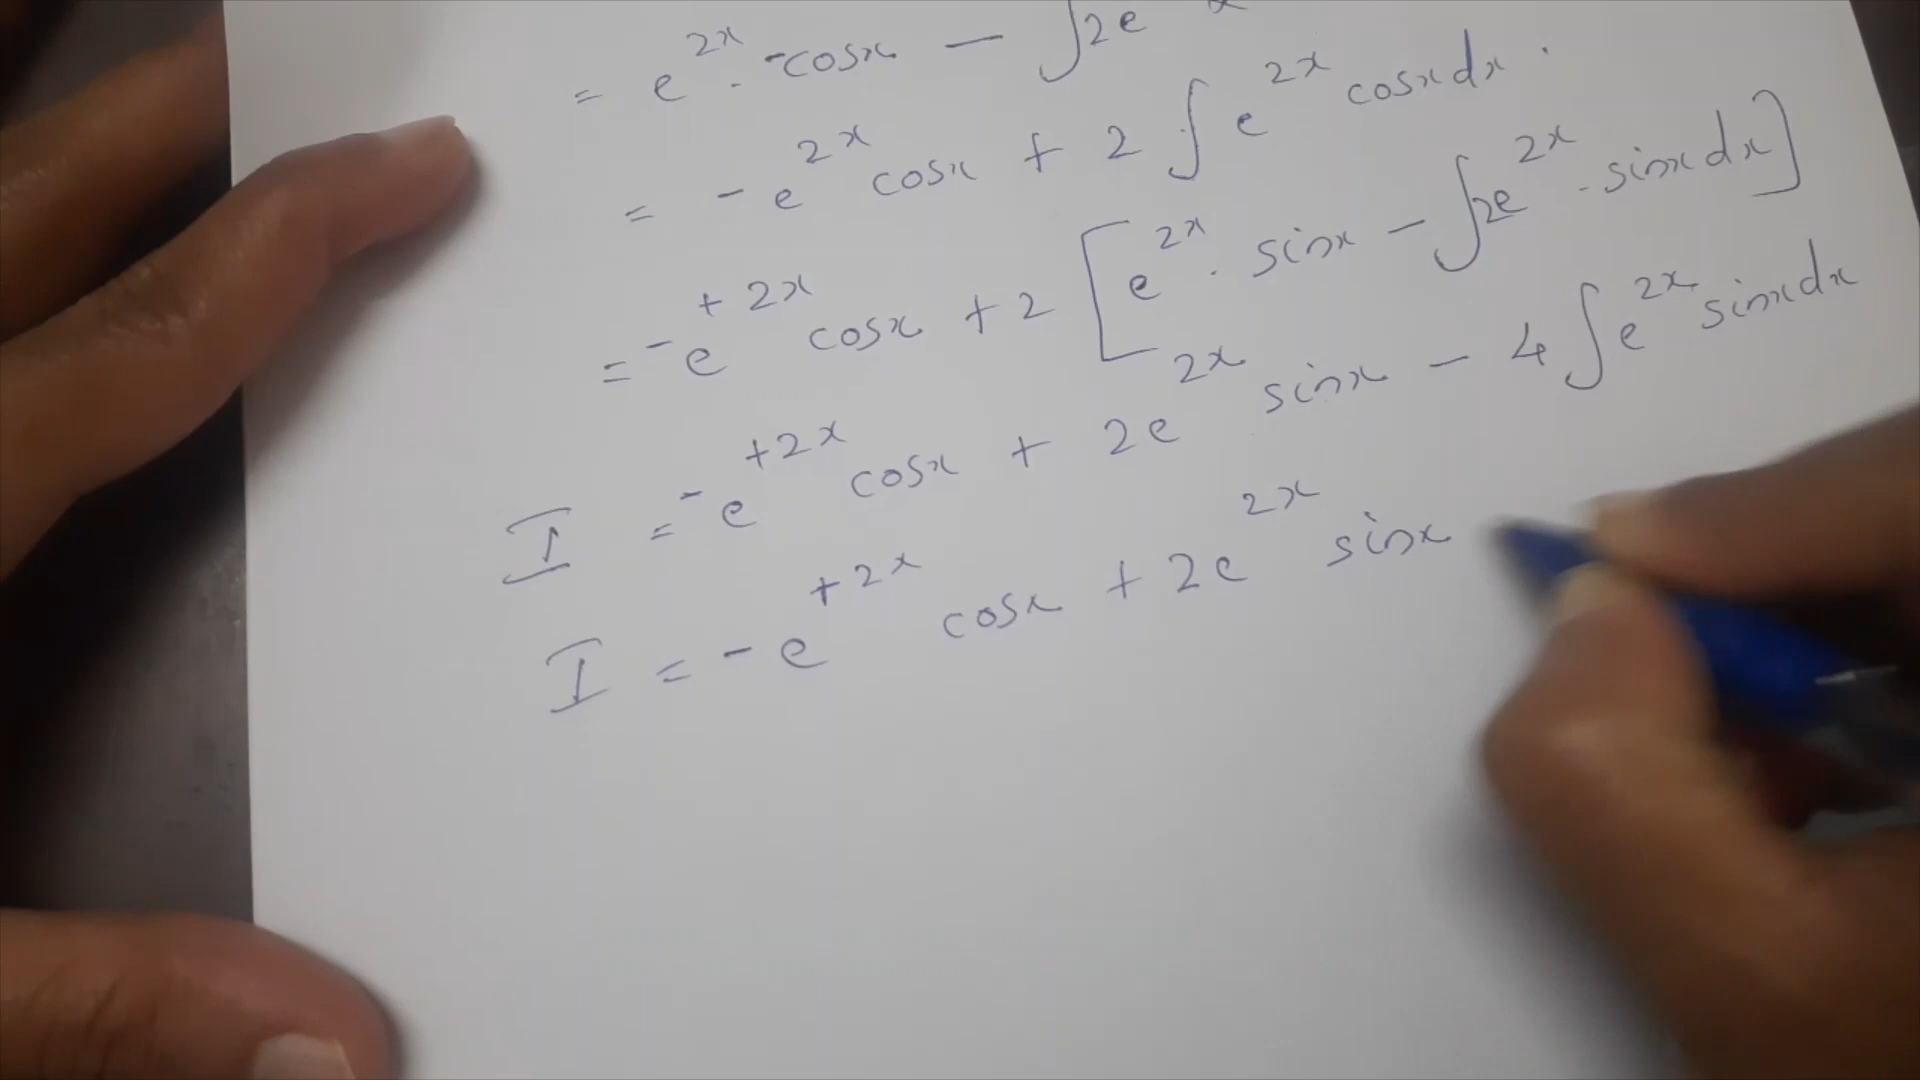 = e^{2x} . -cosx - ∫2e
= -e^{2x} cosx + 2 ∫ e^{2x} cosx dx .
= -e^{+2x} cosx + 2 [ e^{2x} . sinx - ∫2e^{2x} . sinx dx ]
I = -e^{+2x} cosx + 2e^{2x} sinx - 4 ∫ e^{2x} sinx dx
I = -e^{+2x} cosx + 2e^{2x} sinx